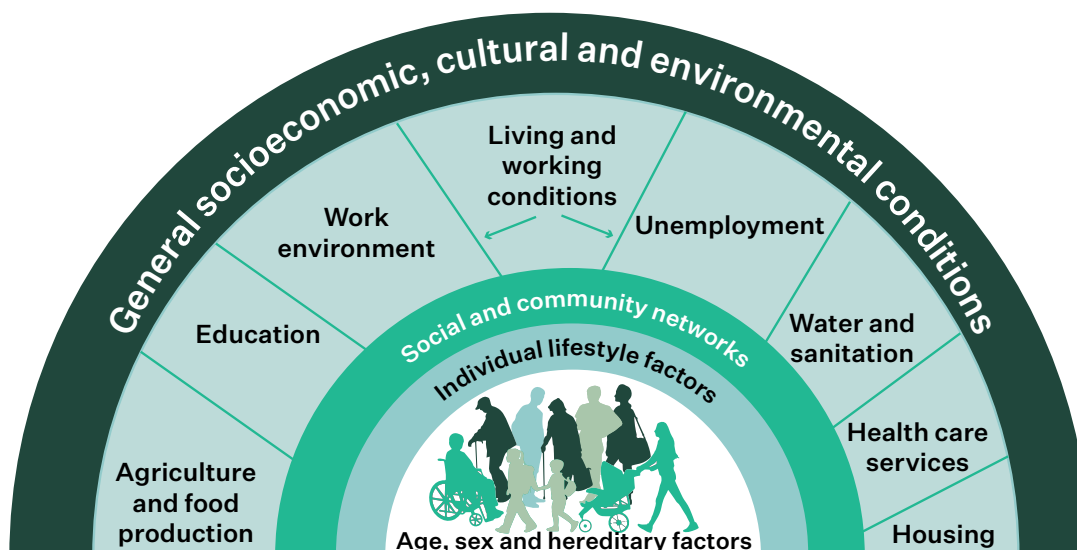 General socioeconomic, cultural and environmental conditions
Living and
working
conditions
Work
environment
Unemployment
Education
Water and
sanitation
Agriculture
and food
production
Health care
services
Housing
Social and community networks
Individual lifestyle factors
Age, sex and hereditary factors